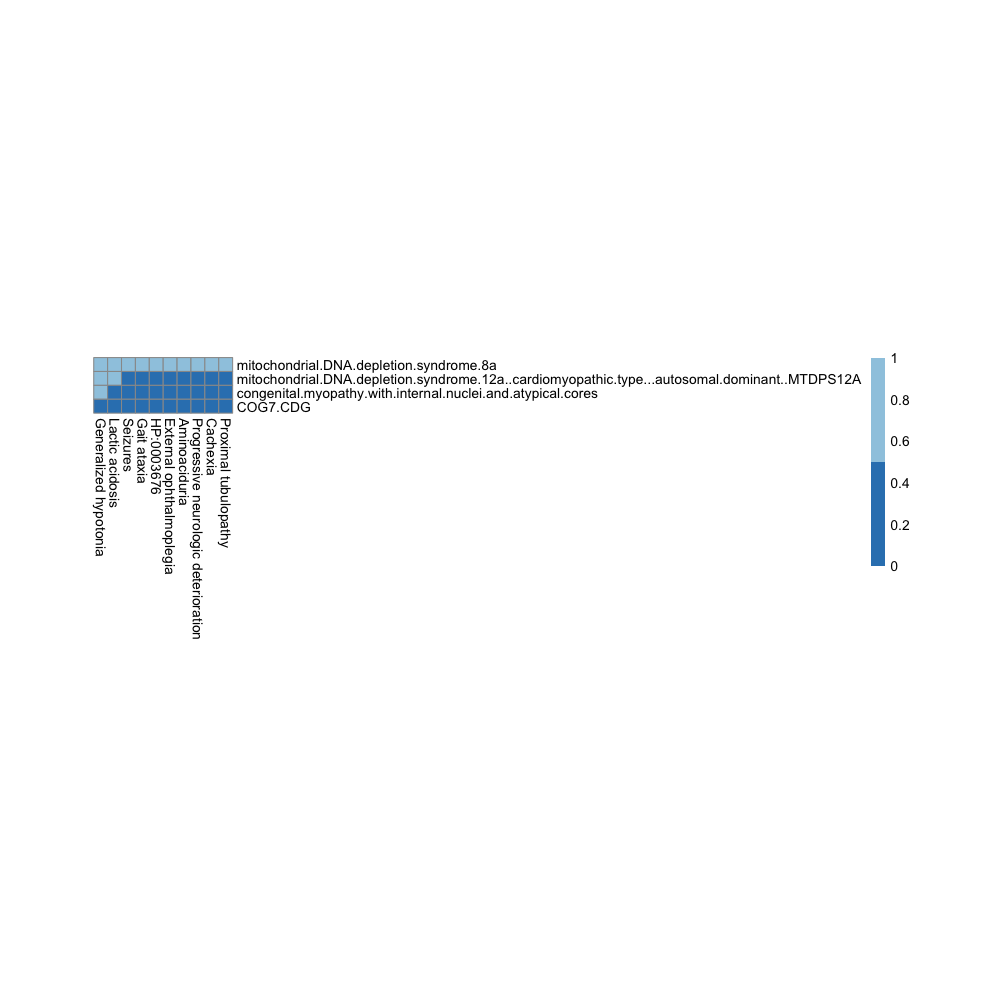 mitochondrial.DNA.depletion.syndrome.8a
mitochondrial.DNA.depletion.syndrome.12a..cardiomyopathic.type...autosomal.dominant..MTDPS12A
congenital.myopathy.with.internal.nuclei.and.atypical.cores
COG7.CDG
Generalized hypotonia
Lactic acidosis
Seizures
Gait ataxia
HP:0003676
External ophthalmoplegia
Aminoaciduria
Progressive neurologic deterioration
Cachexia
Proximal tubulopathy
1
0.8
0.6
0.4
0.2
0